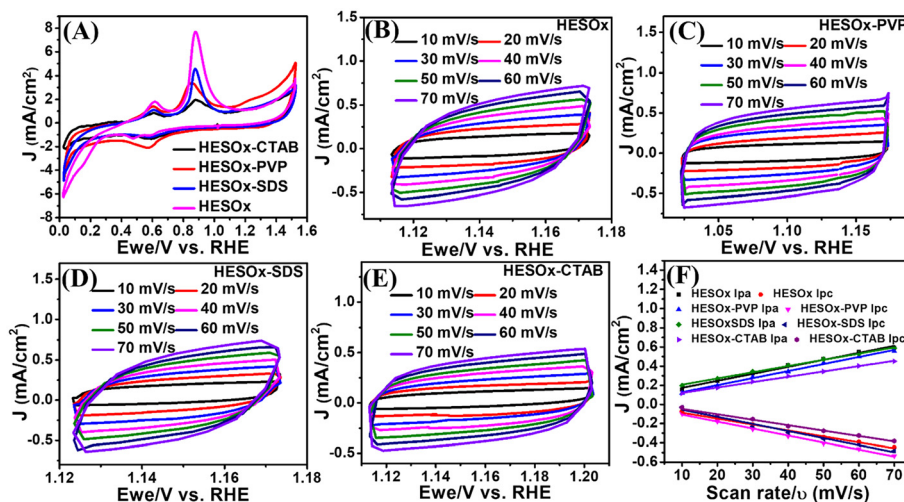 (A)
J (mA/cm²)
8
6
4
2
0
2
4
6
-8
HESOx-CTAB
HESOx-PVP
HESOx-SDS
HESOx
0.0 0.2 0.4 0.6 0.8 1.0 1.2 1.4 1.6
Ewe/V vs. RHE
(B)
HESOx
10 mV/s 20 mV/s
30 mV/s 40 mV/s
50 mV/s 60 mV/s
70 mV/s
J (mA/cm²)
1.0
0.5
0.0
-0.5
1.12 1.14 1.16 1.18
Ewe/V vs. RHE
(C)
HESOx-PVP
10 mV/s 20 mV/s
30 mV/s 40 mV/s
50 mV/s 60 mV/s
70 mV/s
J (mA/cm²)
1.0
0.5
0.0
-0.5
1.05 1.10 1.15
Ewe/V vs. RHE
(D)
HESOx-SDS
10 mV/s 20 mV/s
30 mV/s 40 mV/s
50 mV/s 60 mV/s
70 mV/s
J (mA/cm²)
1.0
0.5
0.0
-0.5
1.12 1.14 1.16 1.18
Ewe/V vs. RHE
(E)
HESOx-CTAB
10 mV/s 20 mV/s
30 mV/s 40 mV/s
50 mV/s 60 mV/s
70 mV/s
J (mA/cm²)
1.0
0.5
0.0
-0.5
1.12 1.14 1.16 1.18 1.20
Ewe/V vs. RHE
(F)
HESOx Ipa HESOx Ipc
HESOx-PVP Ipa HESOx-PVP Ipc
HESOxSDS Ipa HESOx-SDS Ipc
HESOx-CTAB Ipa HESOx-CTAB Ipc
J (mA/cm²)
1.4
1.2
1.0
0.8
0.6
0.4
0.2
0.0
-0.2
-0.4
-0.6
10 20 30 40 50 60 70
Scan rate/υ (mV/s)